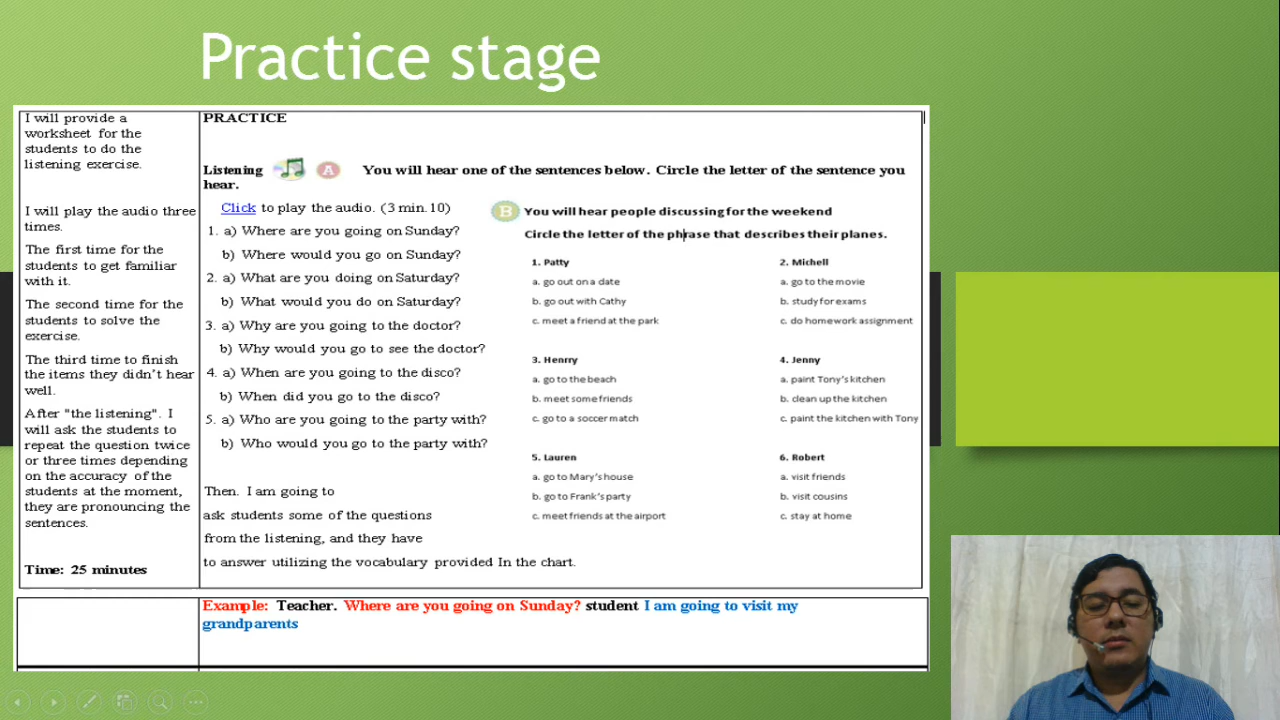 Practice stage
I will provide a
worksheet for the
students to do the
listening exercise.
I will play the audio three
times.
The first time for the
students to get familiar
with it.
The second time for the
students to solve the
exercise.
The third time to finish
the items they didn't hear
well.
After "the listening". I
will ask the students to
repeat the question twice
or three times depending
on the accuracy of the
students at the moment,
they are pronouncing the
sentences.
Time: 25 minutes
PRACTICE
Listening A You will hear one of the sentences below. Circle the letter of the sentence you
hear.
Click to play the audio. (3 min.10)
1. a) Where are you going on Sunday?
b) Where would you go on Sunday?
2. a) What are you doing on Saturday?
b) What would you do on Saturday?
3. a) Why are you going to the doctor?
b) Why would you go to see the doctor?
4. a) When are you going to the disco?
b) When did you go to the disco?
5. a) Who are you going to the party with?
b) Who would you go to the party with?
Then. I am going to
ask students some of the questions
from the listening, and they have
to answer utilizing the vocabulary provided In the chart.
B You will hear people discussing for the weekend
Circle the letter of the phrase that describes their planes.
1. Patty
a. go out on a date
b. go out with Cathy
c. meet a friend at the park
2. Michell
a. go to the movie
b. study for exams
c. do homework assignment
3. Henrry
a. go to the beach
b. meet some friends
c. go to a soccer match
4. Jenny
a. paint Tony's kitchen
b. clean up the kitchen
c. paint the kitchen with Tony
5. Lauren
a. go to Mary's house
b. go to Frank's party
c. meet friends at the airport
6. Robert
a. visit friends
b. visit cousins
c. stay at home
Example: Teacher. Where are you going on Sunday? student I am going to visit my
grandparents